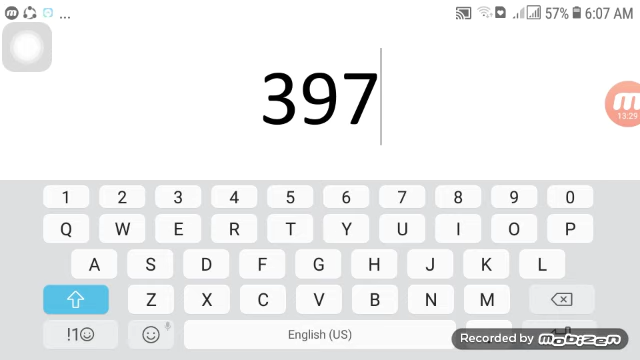 ... 57% 6:07 AM
397
13:29
1 2 3 4 5 6 7 8 9 0
Q W E R T Y U I O P
A S D F G H J K L
Z X C V B N M
!1☺ English (US)
Recorded by mobizen